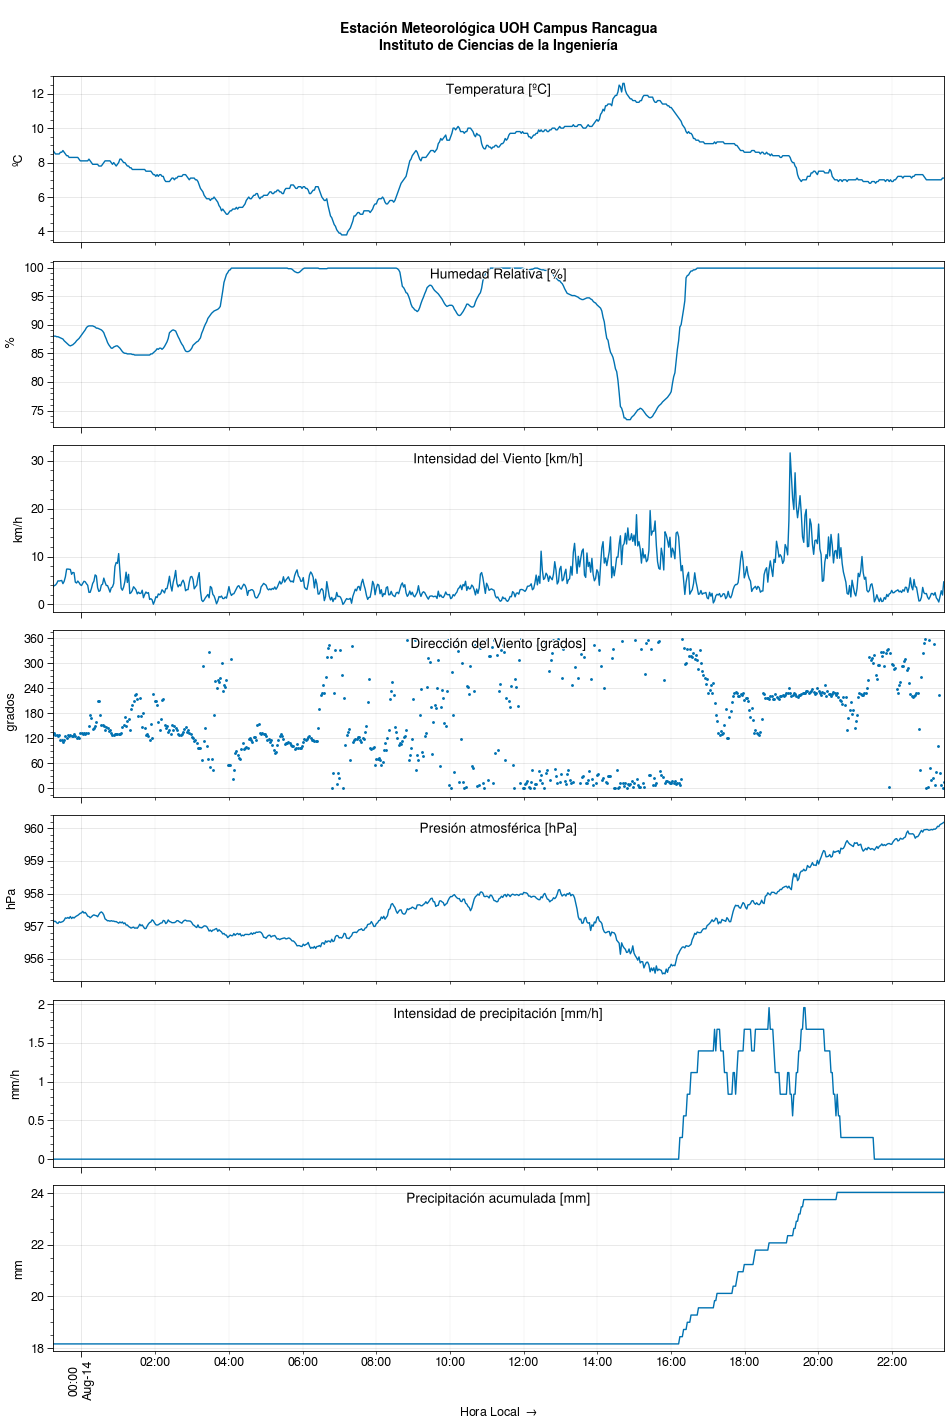 Estación Meteorológica UOH Campus Rancagua
Instituto de Ciencias de la Ingeniería
Temperatura [ºC]
ºC
12
10
8
6
4
Humedad Relativa [%]
%
100
95
90
85
80
75
Intensidad del Viento [km/h]
km/h
30
20
10
0
Dirección del Viento [grados]
grados
360
300
240
180
120
60
0
Presión atmosférica [hPa]
hPa
960
959
958
957
956
Intensidad de precipitación [mm/h]
mm/h
2
1.5
1
0.5
0
Precipitación acumulada [mm]
mm
24
22
20
18
00:00
Aug-14
02:00
04:00
06:00
08:00
10:00
12:00
14:00
16:00
18:00
20:00
22:00
Hora Local →